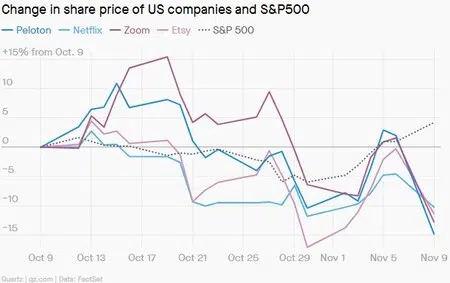 Change in share price of US companies and S&P500
Peloton Netflix Zoom Etsy S&P 500
+15% from Oct. 9
10
5
0
-5
-10
-15
Oct 9 Oct 13 Oct 17 Oct 21 Oct 25 Oct 29 Nov 1 Nov 5 Nov 9
Quartz | qz.com | Data: FactSet